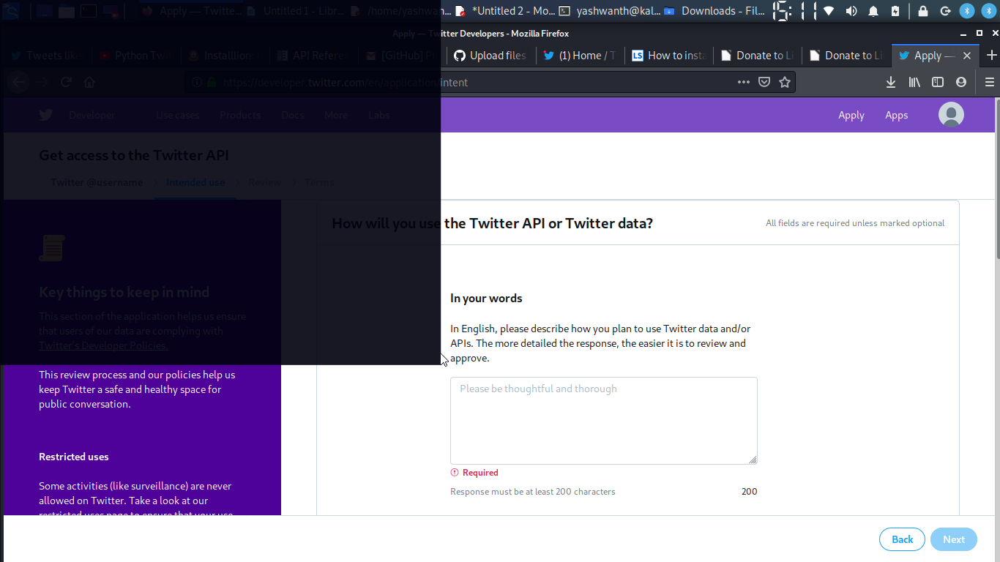 Apply — Twitte...
Untitled 1 - Libr...
/home/yashwan...
*Untitled 2 - Mo...
yashwanth@kal...
Downloads - Fil...
15:11
Apply — Twitter Developers - Mozilla Firefox
Tweets like
Python Twi
Installion
API Refere
[GitHub] Pl
Upload files
(1) Home / T
LS How to insta
Donate to Li
Donate to Li
Apply —
https://developer.twitter.com/en/application/intent
Developer
Use cases
Products
Docs
More
Labs
Apply
Apps
Get access to the Twitter API
Twitter @username
Intended use
Review
Terms
How will you use the Twitter API or Twitter data?
All fields are required unless marked optional
Key things to keep in mind
This section of the application helps us ensure
that users of our data are complying with
Twitter's Developer Policies.
This review process and our policies help us
keep Twitter a safe and healthy space for
public conversation.
Restricted uses
Some activities (like surveillance) are never
allowed on Twitter. Take a look at our
restricted uses page to ensure that your use
In your words
In English, please describe how you plan to use Twitter data and/or
APIs. The more detailed the response, the easier it is to review and
approve.
Please be thoughtful and thorough
Required
Response must be at least 200 characters
200
Back
Next